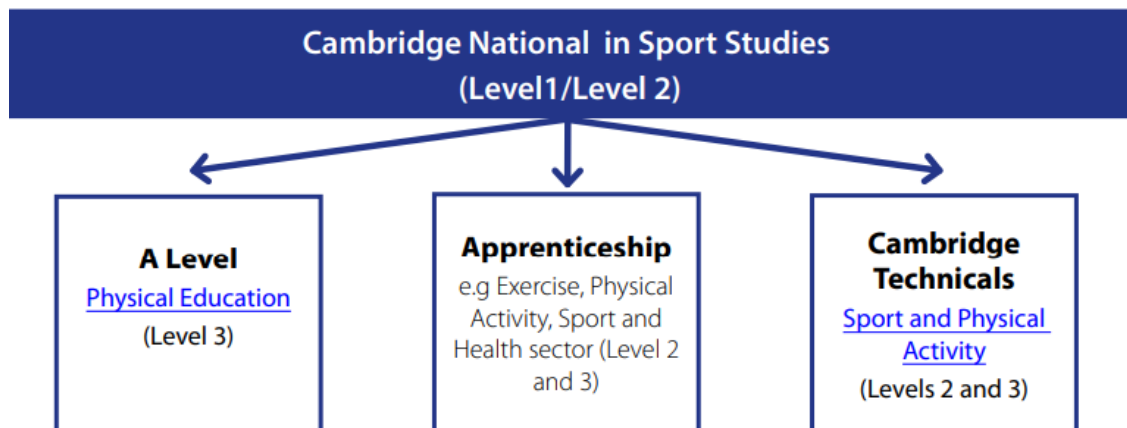 Cambridge National in Sport Studies
(Level1/Level 2)
A Level
Physical Education
(Level 3)
Apprenticeship
e.g Exercise, Physical
Activity, Sport and
Health sector (Level 2
and 3)
Cambridge
Technicals
Sport and Physical
Activity
(Levels 2 and 3)